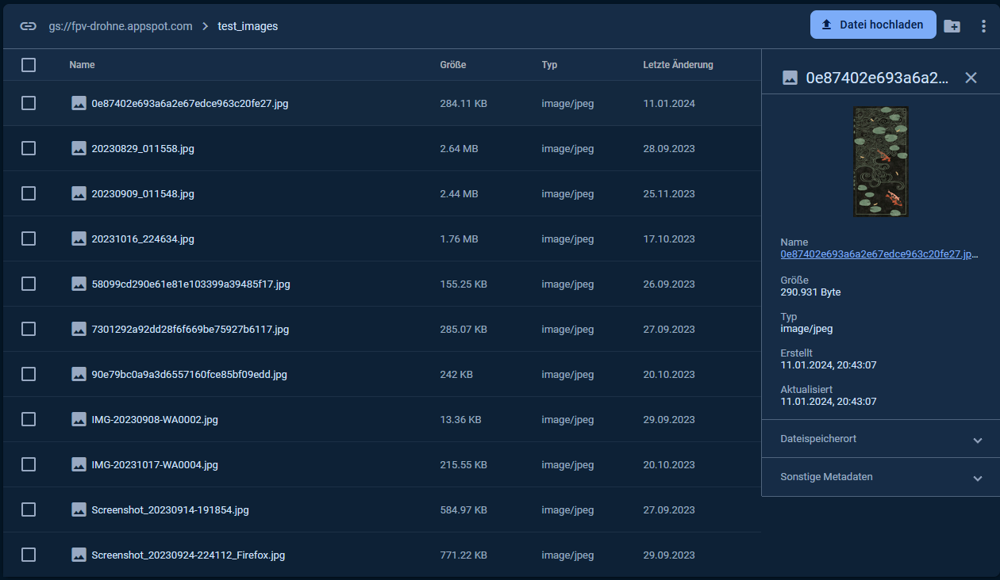 gs://fpv-drohne.appspot.com > test_images
Datei hochladen
Name Größe Typ Letzte Änderung
0e87402e693a6a2e67edce963c20fe27.jpg 284.11 KB image/jpeg 11.01.2024
20230829_011558.jpg 2.64 MB image/jpeg 28.09.2023
20230909_011548.jpg 2.44 MB image/jpeg 25.11.2023
20231016_224634.jpg 1.76 MB image/jpeg 17.10.2023
58099cd290e61e81e103399a39485f17.jpg 155.25 KB image/jpeg 26.09.2023
7301292a92dd28f6f669be75927b6117.jpg 285.07 KB image/jpeg 27.09.2023
90e79bc0a9a3d6557160fce85bf09edd.jpg 242 KB image/jpeg 20.10.2023
IMG-20230908-WA0002.jpg 13.36 KB image/jpeg 29.09.2023
IMG-20231017-WA0004.jpg 215.55 KB image/jpeg 20.10.2023
Screenshot_20230914-191854.jpg 584.97 KB image/jpeg 27.09.2023
Screenshot_20230924-224112_Firefox.jpg 771.22 KB image/jpeg 29.09.2023
0e87402e693a6a2...
Name
0e87402e693a6a2e67edce963c20fe27.jp...
Größe
290.931 Byte
Typ
image/jpeg
Erstellt
11.01.2024, 20:43:07
Aktualisiert
11.01.2024, 20:43:07
Dateispeicherort
Sonstige Metadaten